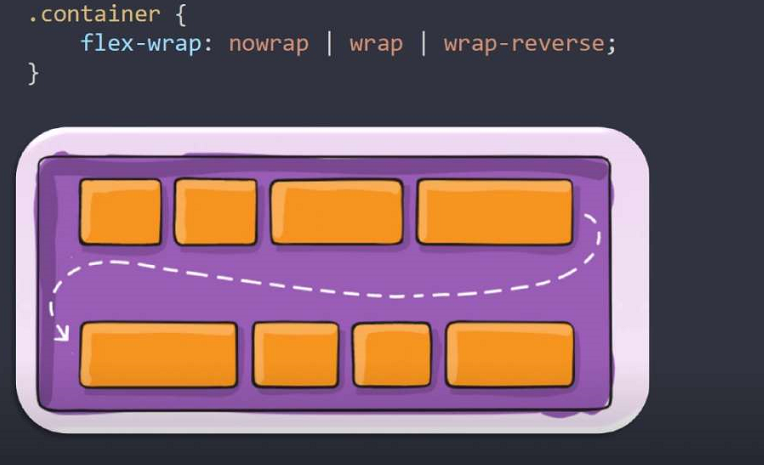 .container {
    flex-wrap: nowrap | wrap | wrap-reverse;
}